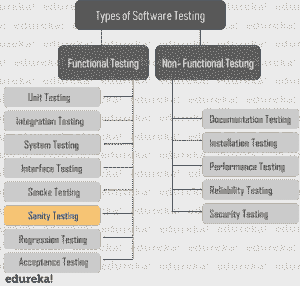 Types of Software Testing
Functional Testing
Non- Functional Testing
Unit Testing
Integration Testing
System Testing
Interface Testing
Smoke Testing
Sanity Testing
Regression Testing
Acceptance Testing
Documentation Testing
Installation Testing
Performance Testing
Reliability Testing
Security Testing
edureka!